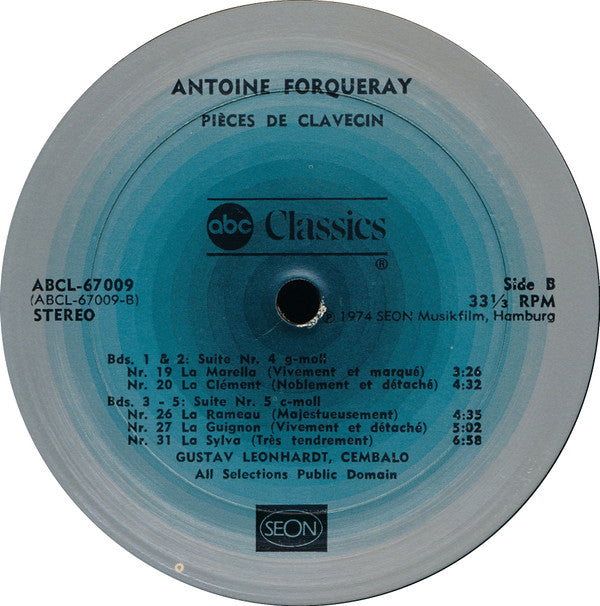 ANTOINE FORQUERAY
PIÈCES DE CLAVECIN
abc Classics
®
ABCL-67009
(ABCL-67009-B)
STEREO
Side B
33⅓ RPM
℗ 1974 SEON Musikfilm, Hamburg
Bds. 1 & 2: Suite Nr. 4 g-moll
Nr. 19 La Marella (Vivement et marqué) 3:26
Nr. 20 La Clément (Noblement et détaché) 4:32
Bds. 3 - 5: Suite Nr. 5 c-moll
Nr. 26 La Rameau (Majestueusement) 4:35
Nr. 27 La Guignon (Vivement et détaché) 5:02
Nr. 31 La Sylva (Très tendrement) 6:58
GUSTAV LEONHARDT, CEMBALO
All Selections Public Domain
SEON